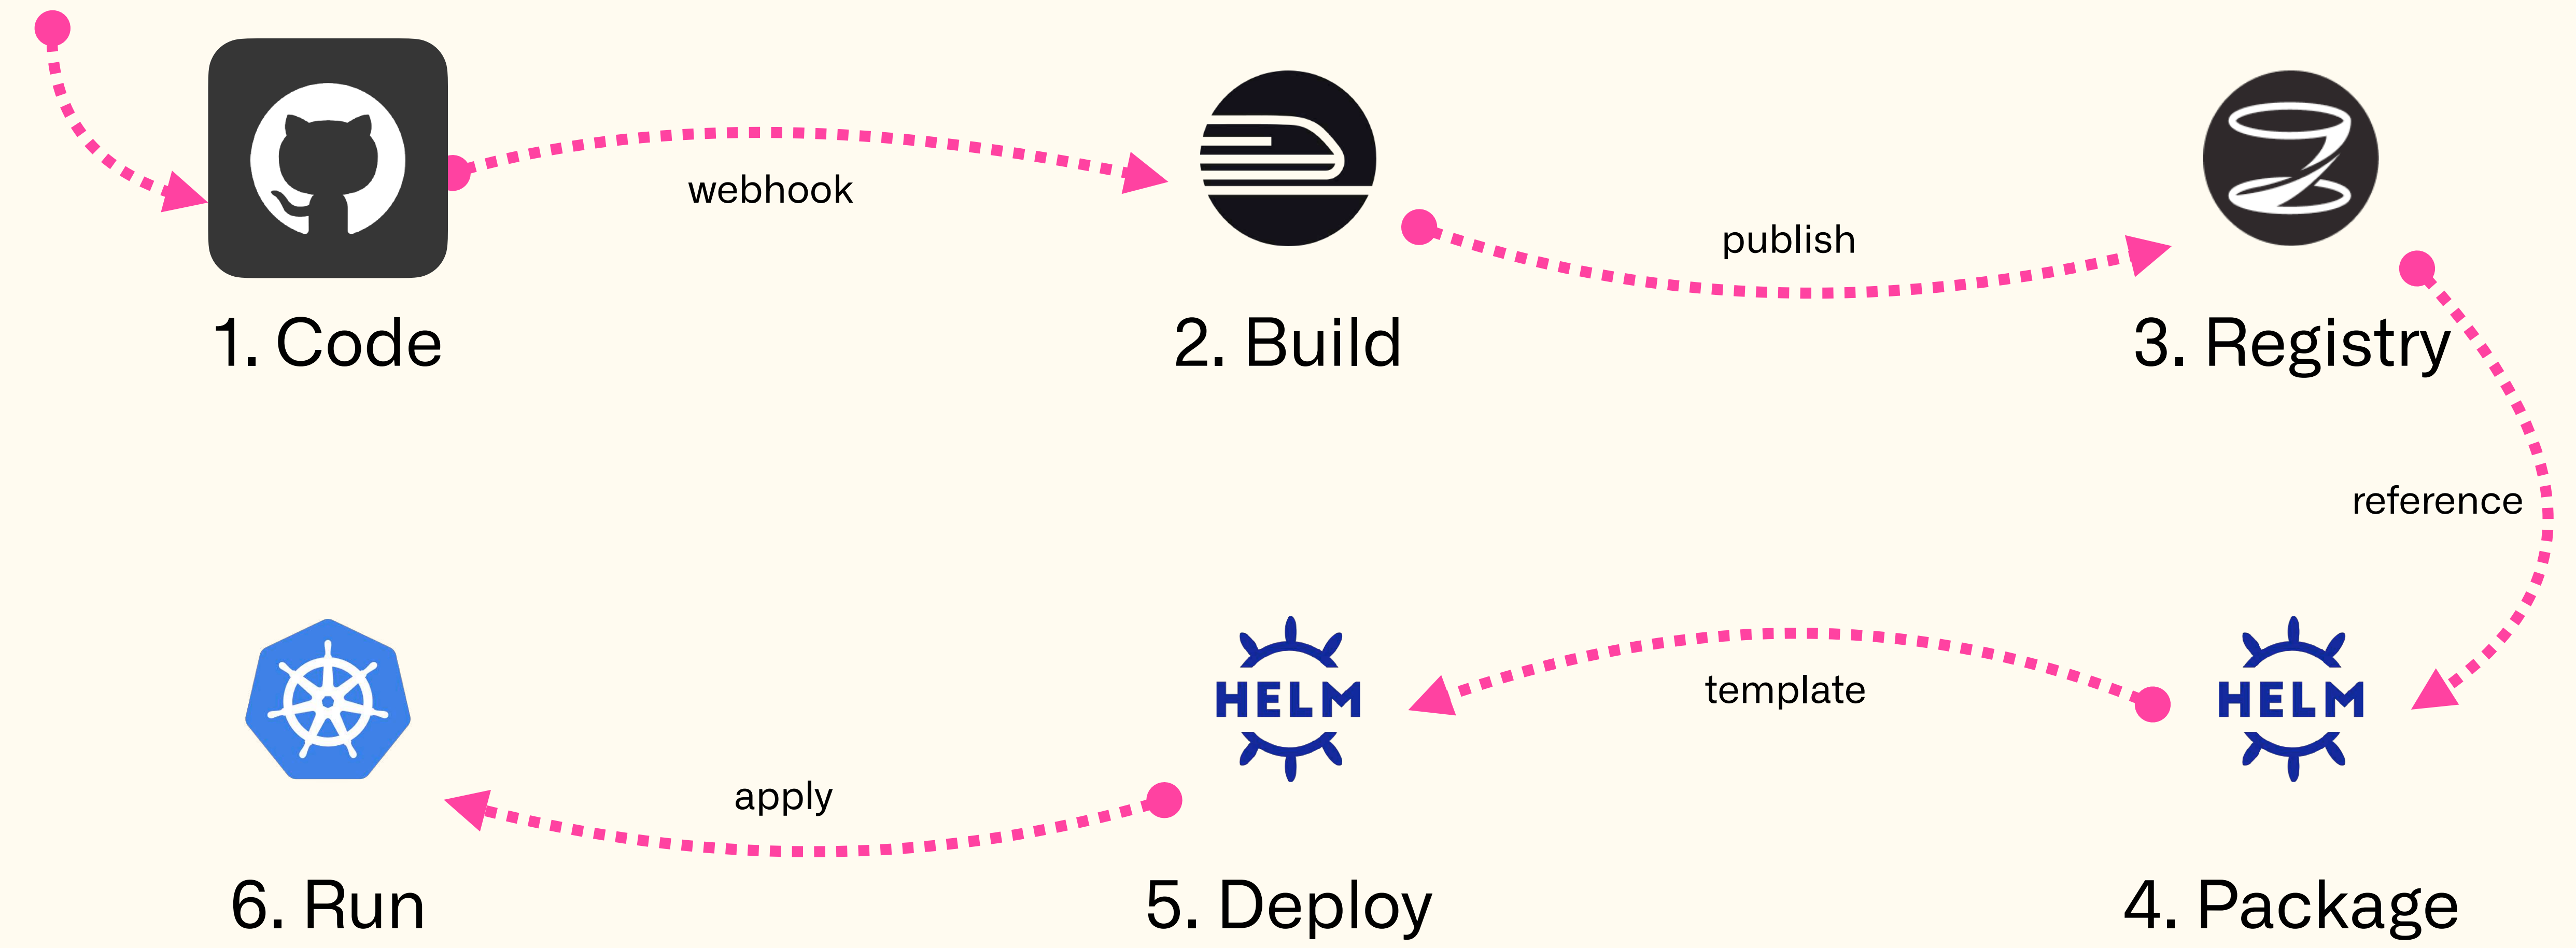 webhook
publish
1. Code
2. Build
3. Registry
reference
HELM
template
HELM
apply
6. Run
5. Deploy
4. Package